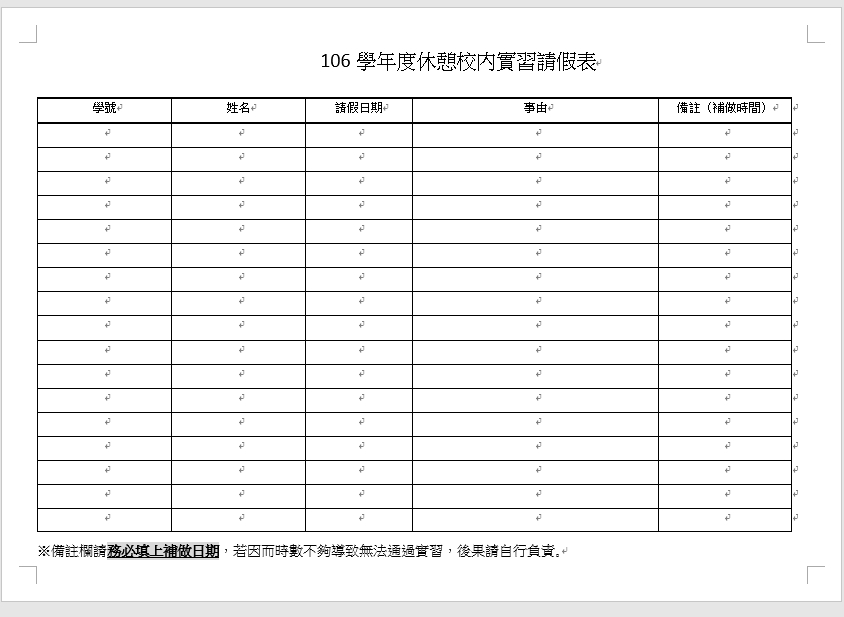 106 學年度休憩校內實習請假表
學號 姓名 請假日期 事由 備註（補做時間）
※備註欄請務必填上補做日期，若因而時數不夠導致無法通過實習，後果請自行負責。